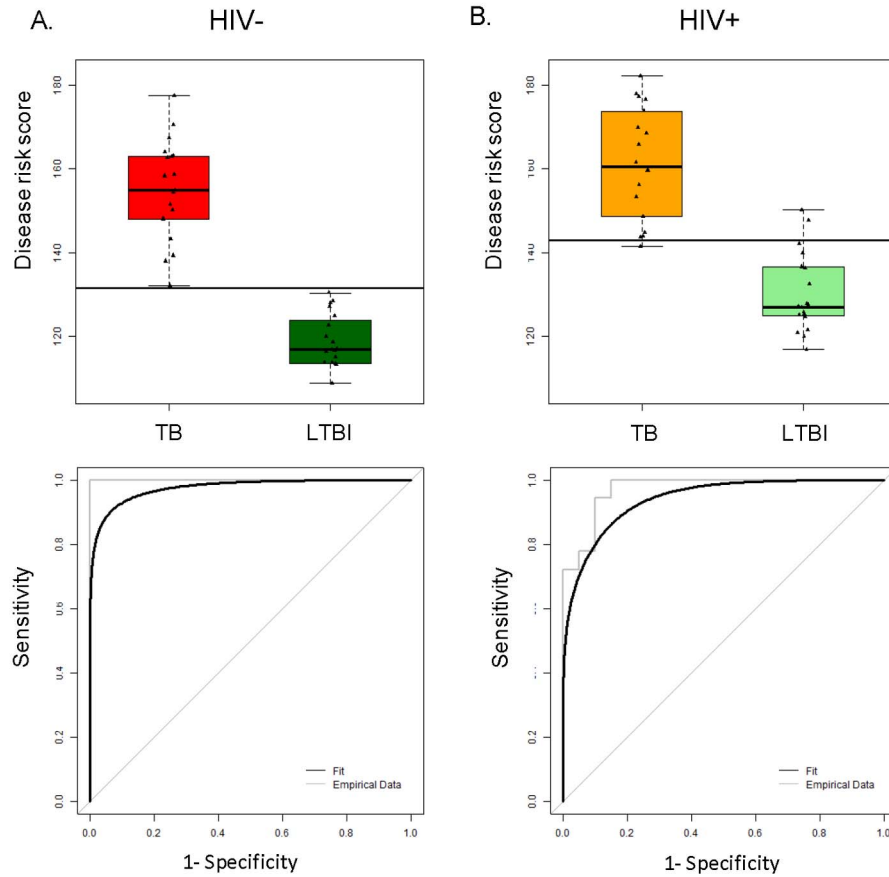 A.
HIV-
B.
HIV+
Disease risk score
180
160
140
120
TB
LTBI
Disease risk score
180
160
140
120
TB
LTBI
Sensitivity
1.0
0.8
0.6
0.4
0.2
0.0
Fit
Empirical Data
0.0 0.2 0.4 0.6 0.8 1.0
1- Specificity
Sensitivity
1.0
0.8
0.2
0.0
Fit
Empirical Data
0.0 0.2 0.4 0.6 0.8 1.0
1- Specificity